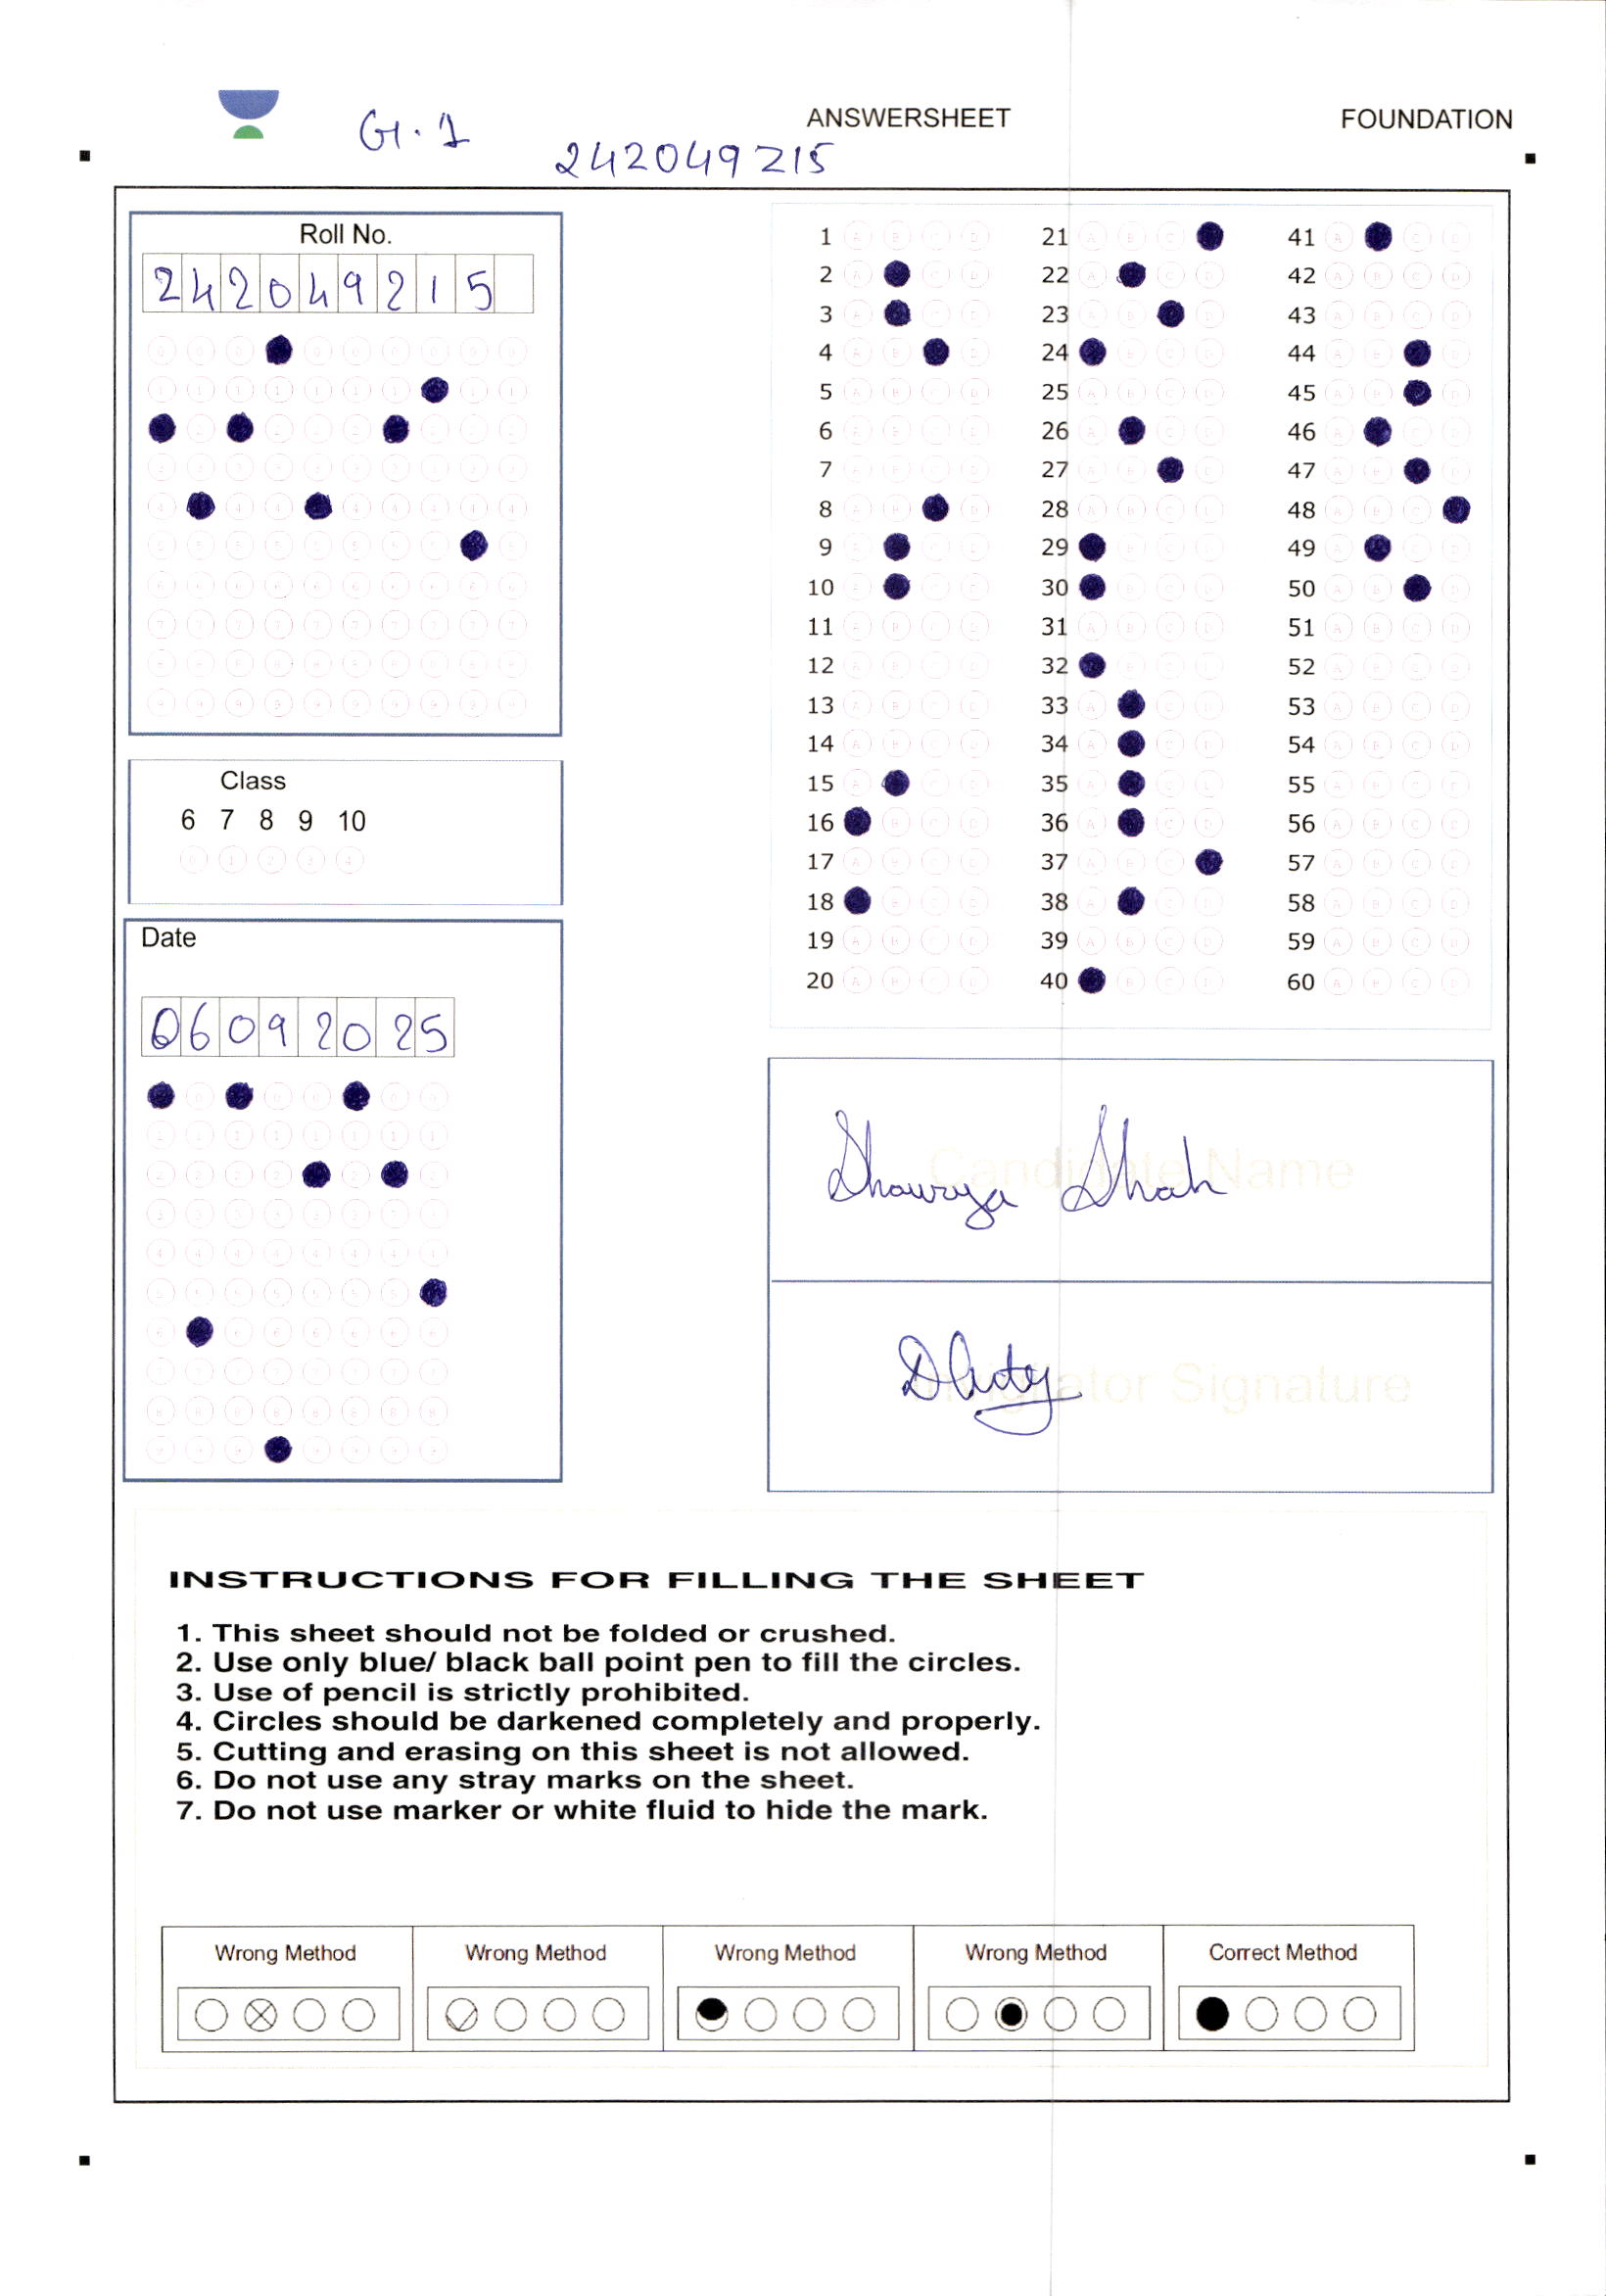 ANSWERSHEET
FOUNDATION
G1.1
242049215
Roll No.
2 4 2 0 4 9 2 1 5
Class
6 7 8 9 10
Date
0 6 0 9 2 0 2 5
1 21 41
2 22 42
3 23 43
4 24 44
5 25 45
6 26 46
7 27 47
8 28 48
9 29 49
10 30 50
11 31 51
12 32 52
13 33 53
14 34 54
15 35 55
16 36 56
17 37 57
18 38 58
19 39 59
20 40 60
Candidate Name
Shaurya Shah
Invigilator Signature
INSTRUCTIONS FOR FILLING THE SHEET
1. This sheet should not be folded or crushed.
2. Use only blue/ black ball point pen to fill the circles.
3. Use of pencil is strictly prohibited.
4. Circles should be darkened completely and properly.
5. Cutting and erasing on this sheet is not allowed.
6. Do not use any stray marks on the sheet.
7. Do not use marker or white fluid to hide the mark.
Wrong Method Wrong Method Wrong Method Wrong Method Correct Method